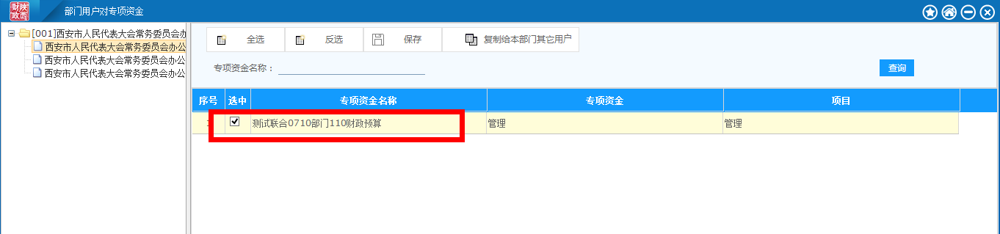 财陕
政西
部门用户对专项资金
[001]西安市人民代表大会常务委员会办
西安市人民代表大会常务委员会办公
西安市人民代表大会常务委员会办公
西安市人民代表大会常务委员会办公
全选 反选 保存 复制给本部门其它用户
专项资金名称：
查询
序号 选中 专项资金名称 专项资金 项目
测试联合0710部门110财政预算 管理 管理